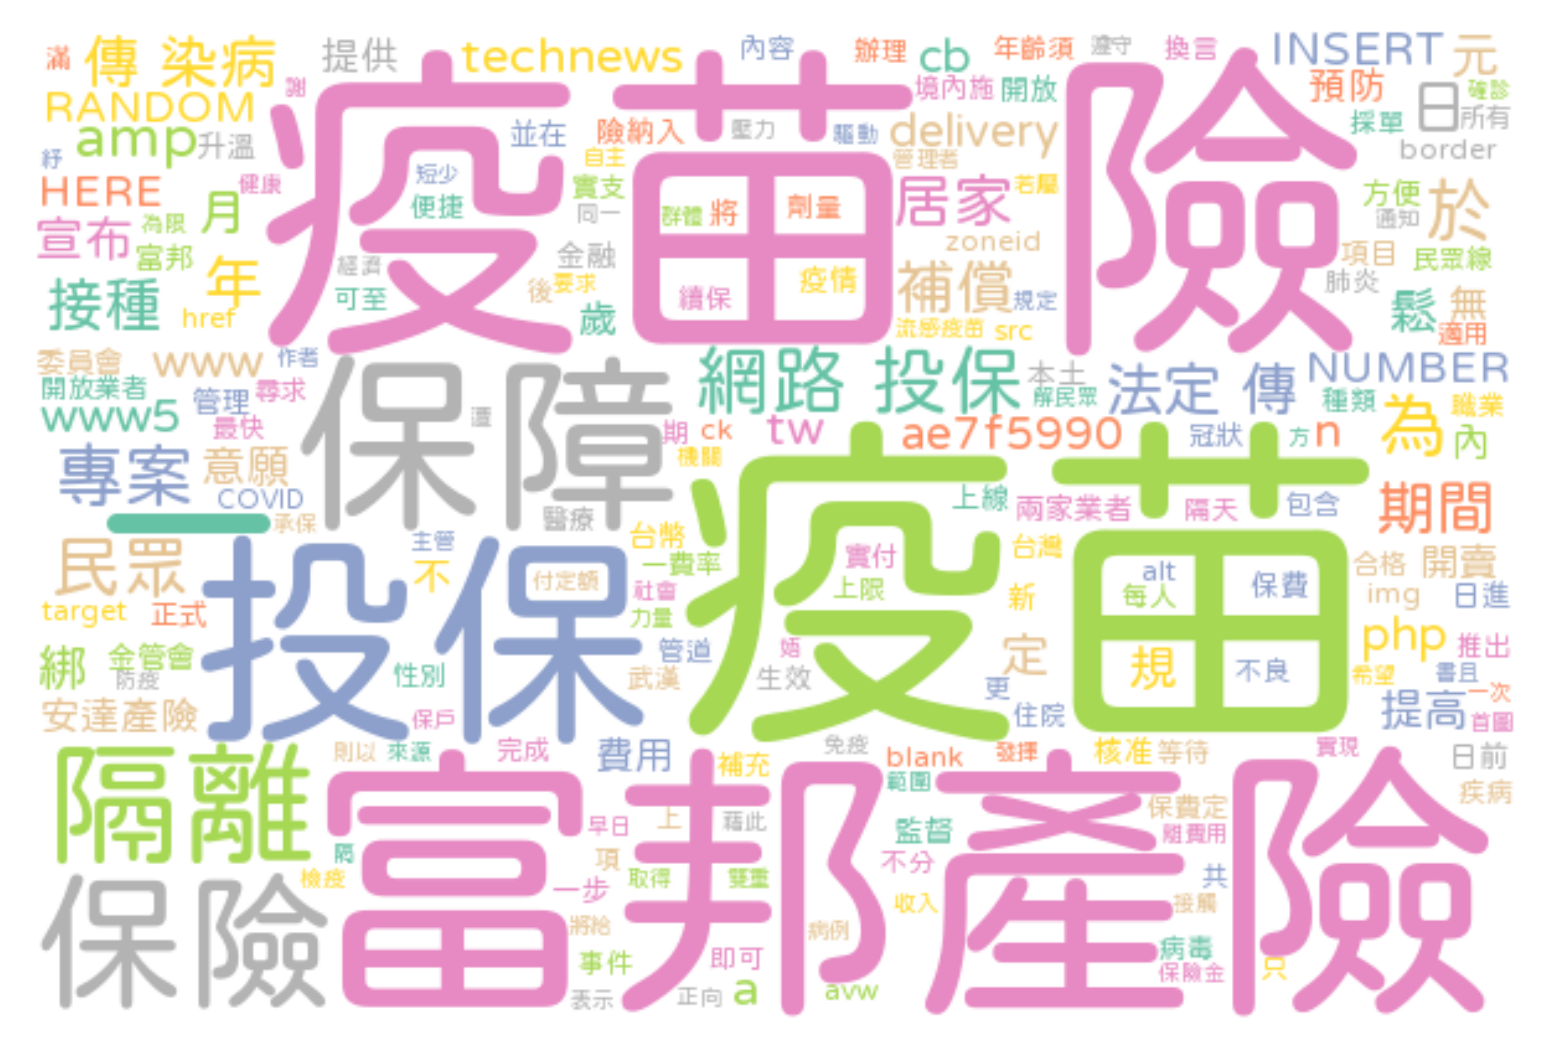 滿
傳 染病
提供
technews
內容
辦理
cb
年齡須
遵守
換言
INSERT
元
RANDOM
謝
疫苗險
境內施
開放
預防
日
確診
所有
amp
升溫
並在
險納入
壓力
驅動
delivery
採單
border
紓
短少
自主
管理者
HERE
健康
便捷
實支
群體
將
劑量
居家
若屬
方便
於
宣布
為限
月
同一
通知
富邦
經濟
金融
zoneid
項目
民眾線
接種
年
可至
後
要求
續保
疫情
補償
規定
肺炎
href
歲
流感疫苗
src
鬆
無
適用
委員會
www
作者
保障
網路 投保
本土
法定 傳
NUMBER
開放業者
管理
尋求
解民眾
種類
為
職業
www5
最快
期
ck
tw
ae7f5990
冠狀
方
n
內
專案
意願
機關
疫苗
COVID
上線
兩家業者
隔天
包含
期間
一
承保
醫療
民眾
主管
台幣
實付
台灣
合格
開賣
投保
不
付定額
一費率
上限
alt
每人
保費
target
正式
社會
新
img
日進
力量
php
推出
綁
金管會
防疫
性別
管道
婚
定
規
不良
希望
書且
武漢
生效
更
安達產險
保戶
住院
提高
一次
首圖
隔離
則以
來源
完成
費用
補充
免疫
blank
發揮
核准
等待
實現
日前
富邦產險
範圍
疾病
早日
上
藉此
監督
保費定
離費用
隔
項
不分
檢疫
一步
取得
雙重
共
保險
將給
收入
接觸
病例
事件
即可
病毒
保險金
只
表示
正向
a
avw